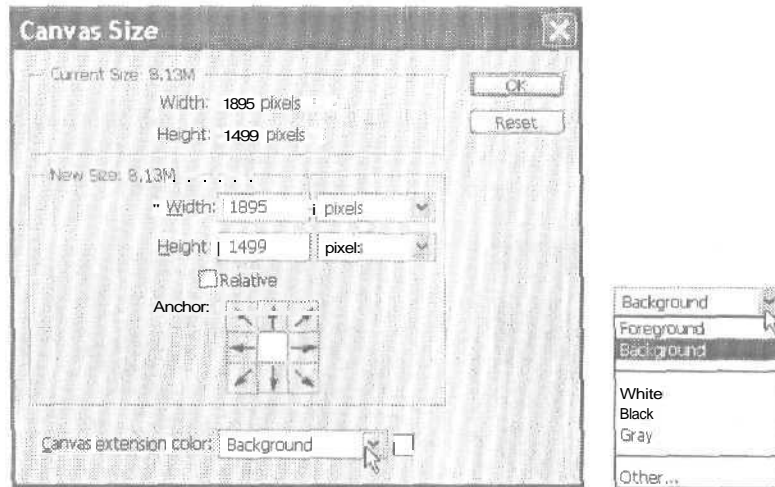 Canvas Size
Current Size: 8.13M
Width: 1895 pixels
Height: 1499 pixels
OK
Reset
New Size: 8.13M
Width: 1895 pixels
Height: 1499 pixels
Relative
Anchor:
Canvas extension color: Background
Background
Foreground
Background
White
Black
Gray
Other...